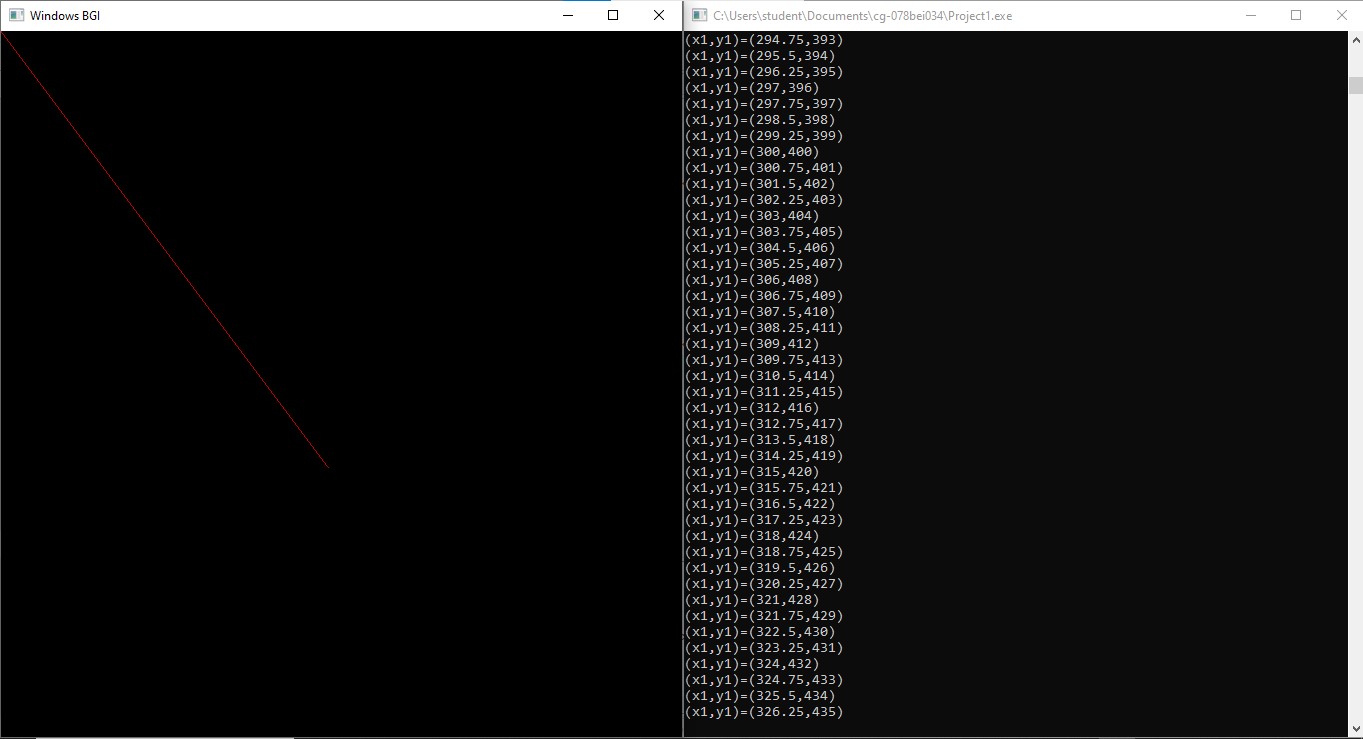 Windows BGI
C:\Users\student\Documents\cg-078bei034\Project1.exe
(x1,y1)=(294.75,393)
(x1,y1)=(295.5,394)
(x1,y1)=(296.25,395)
(x1,y1)=(297,396)
(x1,y1)=(297.75,397)
(x1,y1)=(298.5,398)
(x1,y1)=(299.25,399)
(x1,y1)=(300,400)
(x1,y1)=(300.75,401)
(x1,y1)=(301.5,402)
(x1,y1)=(302.25,403)
(x1,y1)=(303,404)
(x1,y1)=(303.75,405)
(x1,y1)=(304.5,406)
(x1,y1)=(305.25,407)
(x1,y1)=(306,408)
(x1,y1)=(306.75,409)
(x1,y1)=(307.5,410)
(x1,y1)=(308.25,411)
(x1,y1)=(309,412)
(x1,y1)=(309.75,413)
(x1,y1)=(310.5,414)
(x1,y1)=(311.25,415)
(x1,y1)=(312,416)
(x1,y1)=(312.75,417)
(x1,y1)=(313.5,418)
(x1,y1)=(314.25,419)
(x1,y1)=(315,420)
(x1,y1)=(315.75,421)
(x1,y1)=(316.5,422)
(x1,y1)=(317.25,423)
(x1,y1)=(318,424)
(x1,y1)=(318.75,425)
(x1,y1)=(319.5,426)
(x1,y1)=(320.25,427)
(x1,y1)=(321,428)
(x1,y1)=(321.75,429)
(x1,y1)=(322.5,430)
(x1,y1)=(323.25,431)
(x1,y1)=(324,432)
(x1,y1)=(324.75,433)
(x1,y1)=(325.5,434)
(x1,y1)=(326.25,435)